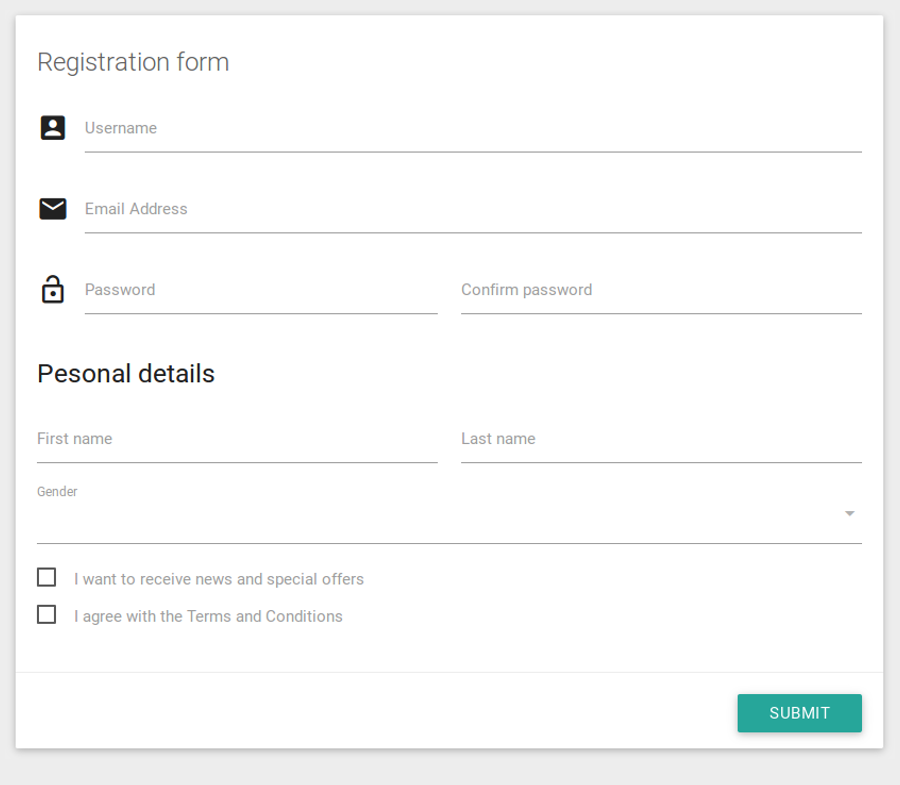 Registration form
Username
Email Address
Password Confirm password
Pesonal details
First name Last name
Gender
I want to receive news and special offers
I agree with the Terms and Conditions
SUBMIT